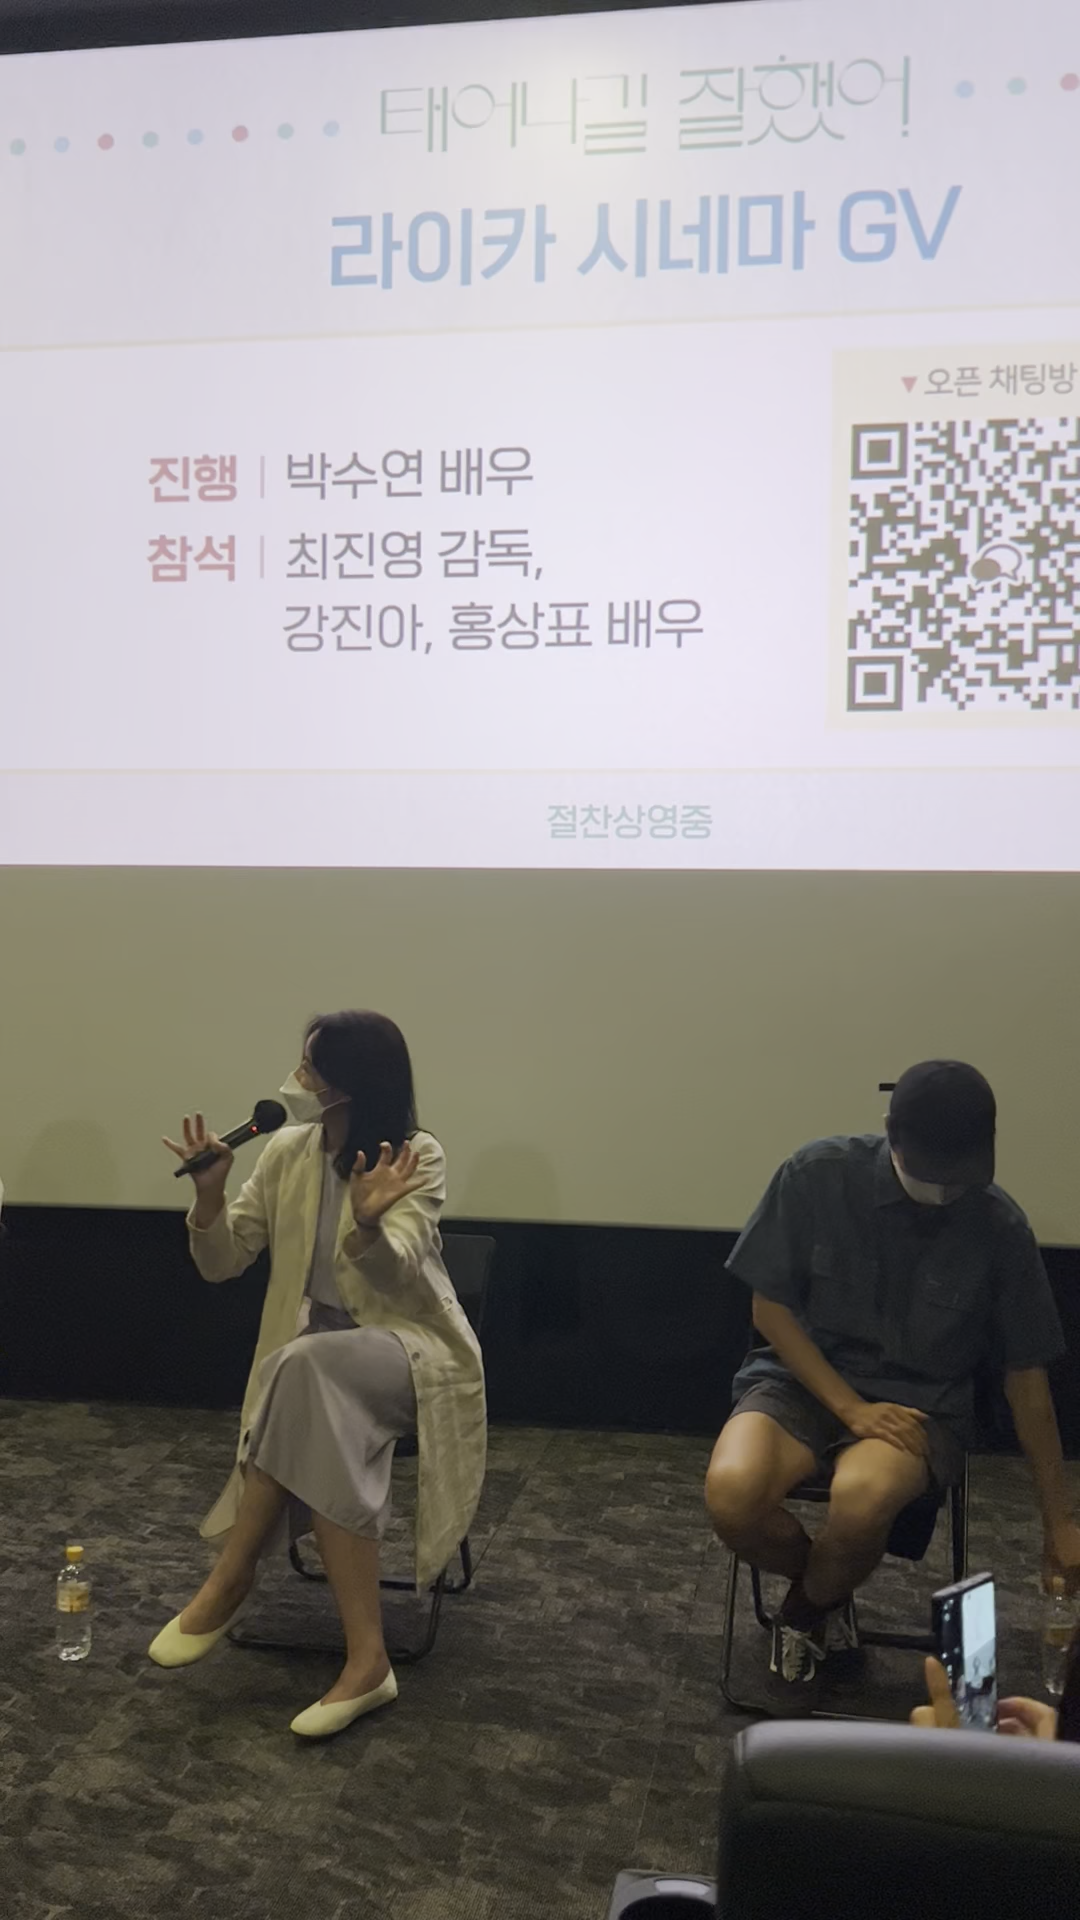 태어나길 잘했어!
라이카 시네마 GV
▼오픈 채팅방
진행 | 박수연 배우
참석 | 최진영 감독,
강진아, 홍상표 배우
절찬상영중